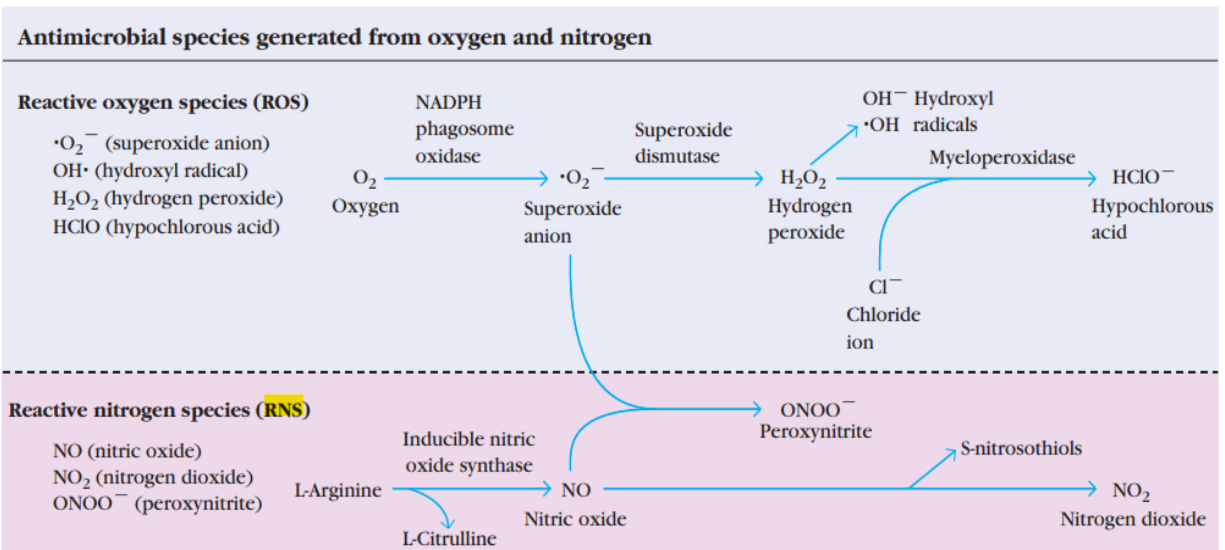 Antimicrobial species generated from oxygen and nitrogen
Reactive oxygen species (ROS)
·O₂⁻ (superoxide anion)
OH· (hydroxyl radical)
H₂O₂ (hydrogen peroxide)
HClO (hypochlorous acid)
O₂
Oxygen
NADPH
phagosome
oxidase
·O₂⁻
Superoxide
anion
Superoxide
dismutase
H₂O₂
Hydrogen
peroxide
OH⁻ Hydroxyl
·OH radicals
Myeloperoxidase
Cl⁻
Chloride
ion
HClO⁻
Hypochlorous
acid
Reactive nitrogen species (RNS)
NO (nitric oxide)
NO₂ (nitrogen dioxide)
ONOO⁻ (peroxynitrite)
L-Arginine
Inducible nitric
oxide synthase
L-Citrulline
NO
Nitric oxide
ONOO⁻
Peroxynitrite
S-nitrosothiols
NO₂
Nitrogen dioxide